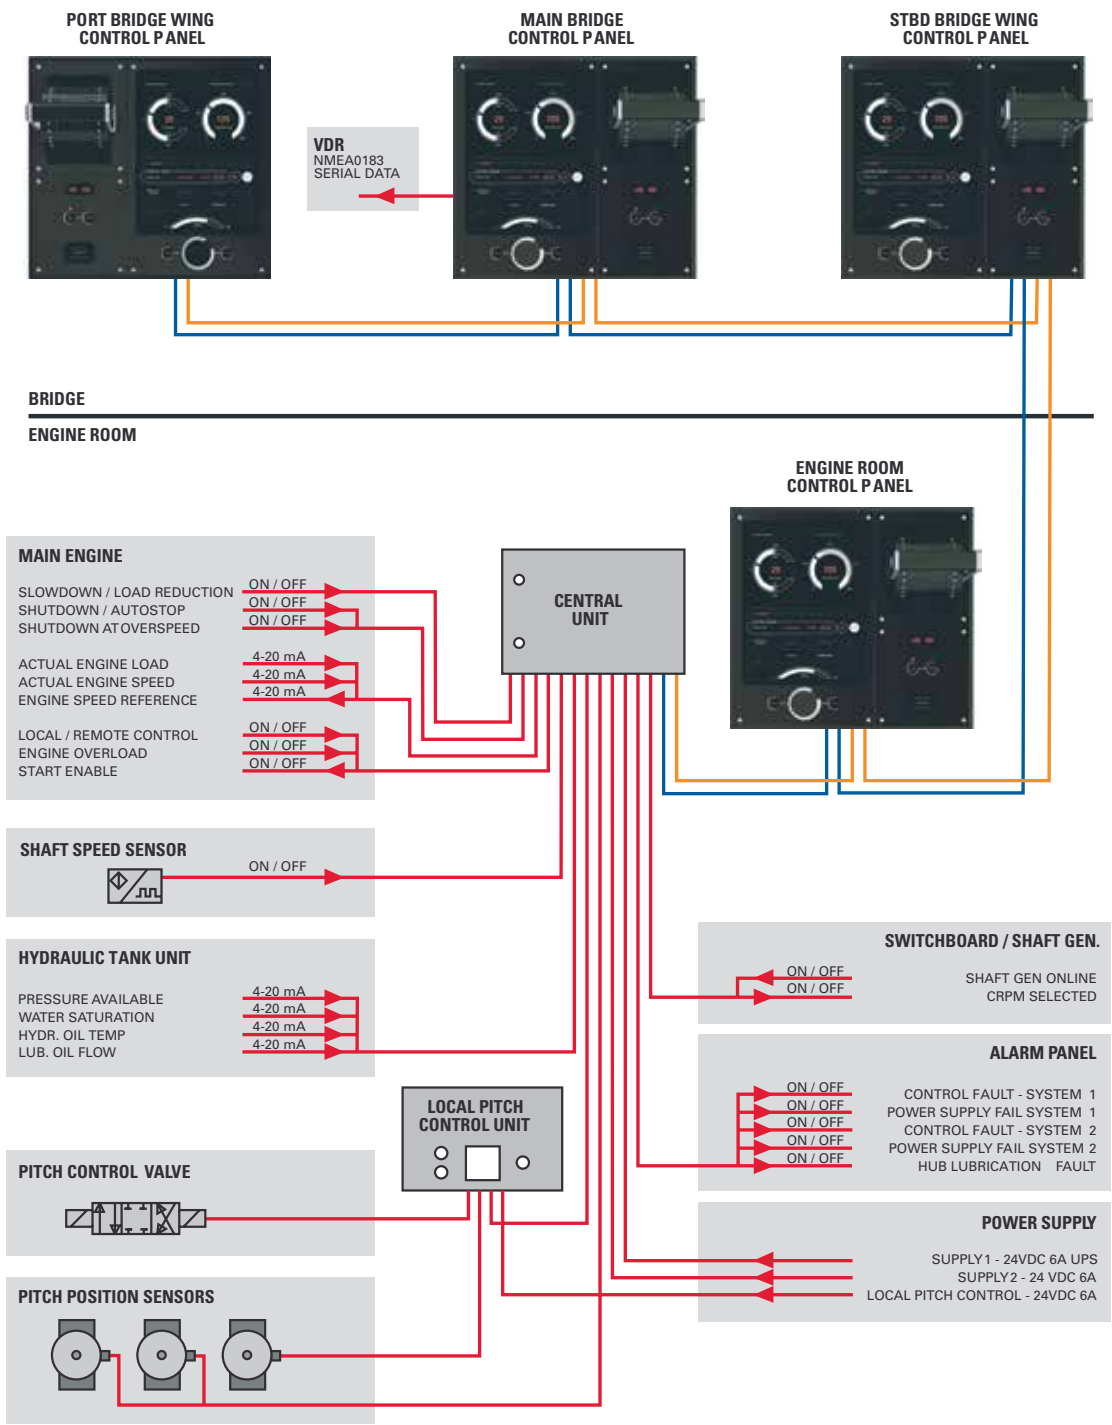 PORT BRIDGE WING
CONTROL PANEL
MAIN BRIDGE
CONTROL PANEL
STBD BRIDGE WING
CONTROL PANEL
VDR
NMEA0183
SERIAL DATA
BRIDGE
ENGINE ROOM
ENGINE ROOM
CONTROL PANEL
MAIN ENGINE
SLOWDOWN / LOAD REDUCTION ON / OFF
SHUTDOWN / AUTOSTOP ON / OFF
SHUTDOWN AT OVERSPEED ON / OFF
ACTUAL ENGINE LOAD 4-20 mA
ACTUAL ENGINE SPEED 4-20 mA
ENGINE SPEED REFERENCE 4-20 mA
LOCAL / REMOTE CONTROL ON / OFF
ENGINE OVERLOAD ON / OFF
START ENABLE ON / OFF
CENTRAL
UNIT
SHAFT SPEED SENSOR
ON / OFF
HYDRAULIC TANK UNIT
PRESSURE AVAILABLE 4-20 mA
WATER SATURATION 4-20 mA
HYDR. OIL TEMP 4-20 mA
LUB. OIL FLOW 4-20 mA
SWITCHBOARD / SHAFT GEN.
ON / OFF SHAFT GEN ONLINE
ON / OFF CRPM SELECTED
ALARM PANEL
ON / OFF CONTROL FAULT - SYSTEM 1
ON / OFF POWER SUPPLY FAIL SYSTEM 1
ON / OFF CONTROL FAULT - SYSTEM 2
ON / OFF POWER SUPPLY FAIL SYSTEM 2
ON / OFF HUB LUBRICATION FAULT
LOCAL PITCH
CONTROL UNIT
PITCH CONTROL VALVE
POWER SUPPLY
SUPPLY 1 - 24VDC 6A UPS
SUPPLY 2 - 24 VDC 6A
LOCAL PITCH CONTROL - 24VDC 6A
PITCH POSITION SENSORS